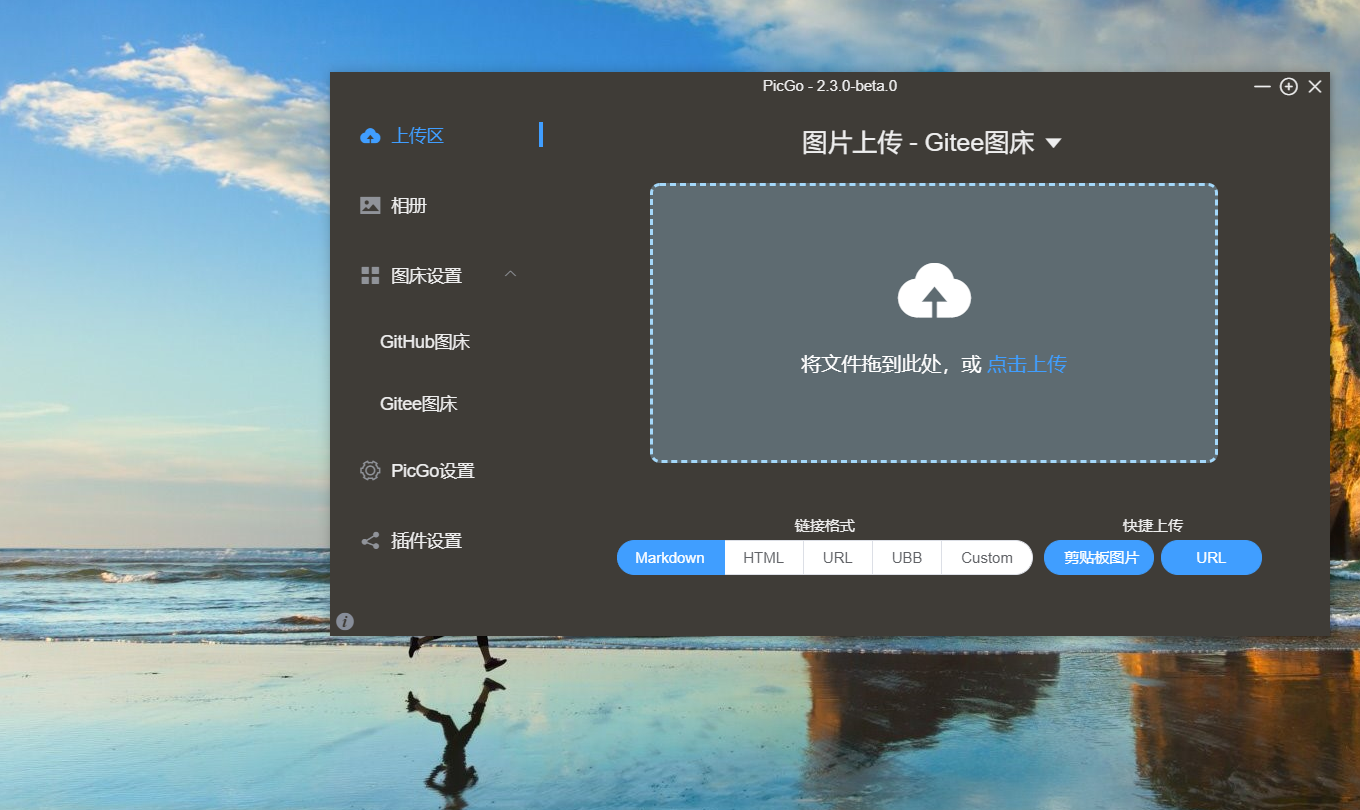 PicGo - 2.3.0-beta.0
上传区
相册
图床设置
GitHub图床
Gitee图床
PicGo设置
插件设置
图片上传 - Gitee图床
将文件拖到此处，或 点击上传
链接格式
Markdown HTML URL UBB Custom
快捷上传
剪贴板图片 URL